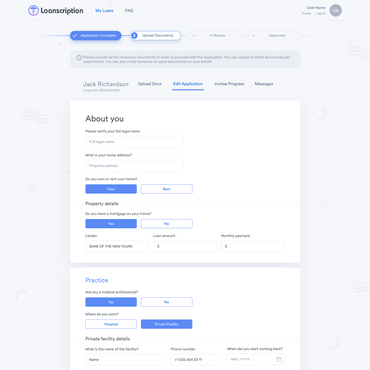 Loanscription
My Loans
FAQ
User Name
Profile Logout
UN
Application Complete
2 Upload Documents
3 In Review
4 Approved
Please provide all the necessary documents in order to proceed with the application. You can upload multiple documents per
requirement. You can also invite someone to upload documents on your behalf.
Jack Richardson
Upload Docs
Edit Application
Invitees Progress
Messages
About you
Please verify your full legal name
Full legal name
What is your home address?
Property address
Do you own or rent your home?
Own
Rent
Property details
Do you have a mortgage on your home?
Yes
No
Lender
Loan amount
Monthly payment
BANK OF THE NEW YOURK
$
$
Practice
Are you a medical professional?
Yes
No
Where do you work?
Hospital
Private Facility
Private facility details
What is the name of the facility?
Phone number
When did you start working here?
Name
+1 555 454 03 11
MM / YYYY